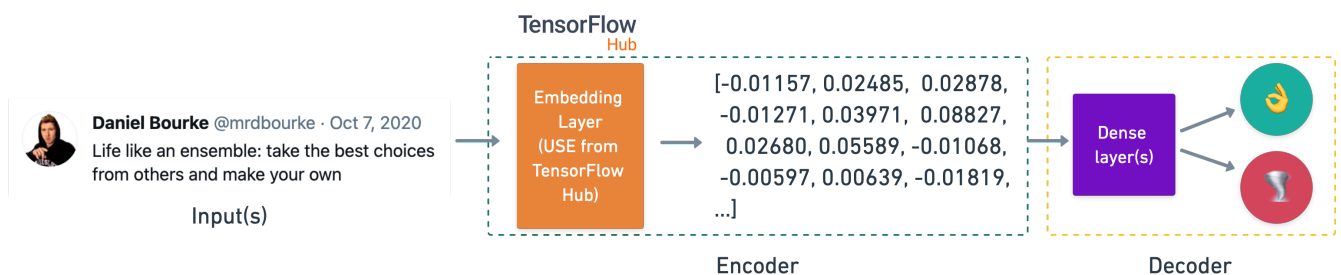 TensorFlow
Hub
Daniel Bourke @mrdbourke · Oct 7, 2020
Life like an ensemble: take the best choices
from others and make your own
Input(s)
Embedding
Layer
(USE from
TensorFlow
Hub)
[-0.01157, 0.02485, 0.02878,
-0.01271, 0.03971, 0.08827,
0.02680, 0.05589, -0.01068,
-0.00597, 0.00639, -0.01819,
...]
Encoder
Dense
layer(s)
Decoder